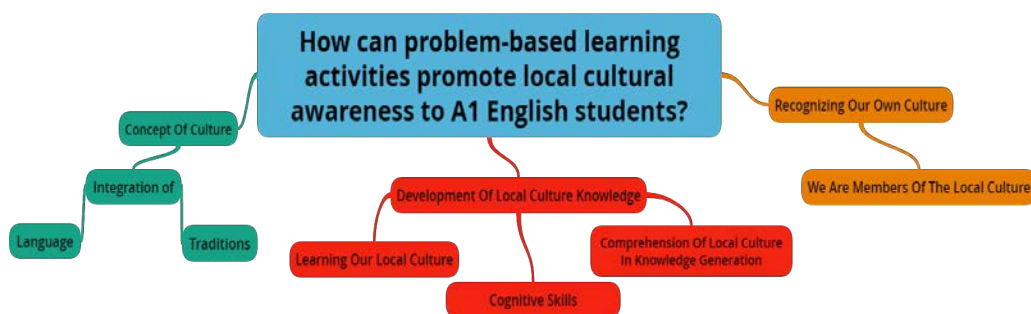 How can problem-based learning
activities promote local cultural
awareness to A1 English students?
Concept Of Culture
Integration of
Language
Traditions
Development Of Local Culture Knowledge
Learning Our Local Culture
Cognitive Skills
Comprehension Of Local Culture
In Knowledge Generation
Recognizing Our Own Culture
We Are Members Of The Local Culture